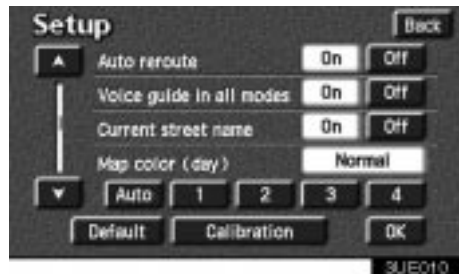 Setup Back
Auto reroute On Off
Voice guide in all modes On Off
Current street name On Off
Map color (day) Normal
Auto 1 2 3 4
Default Calibration OK
3UE010